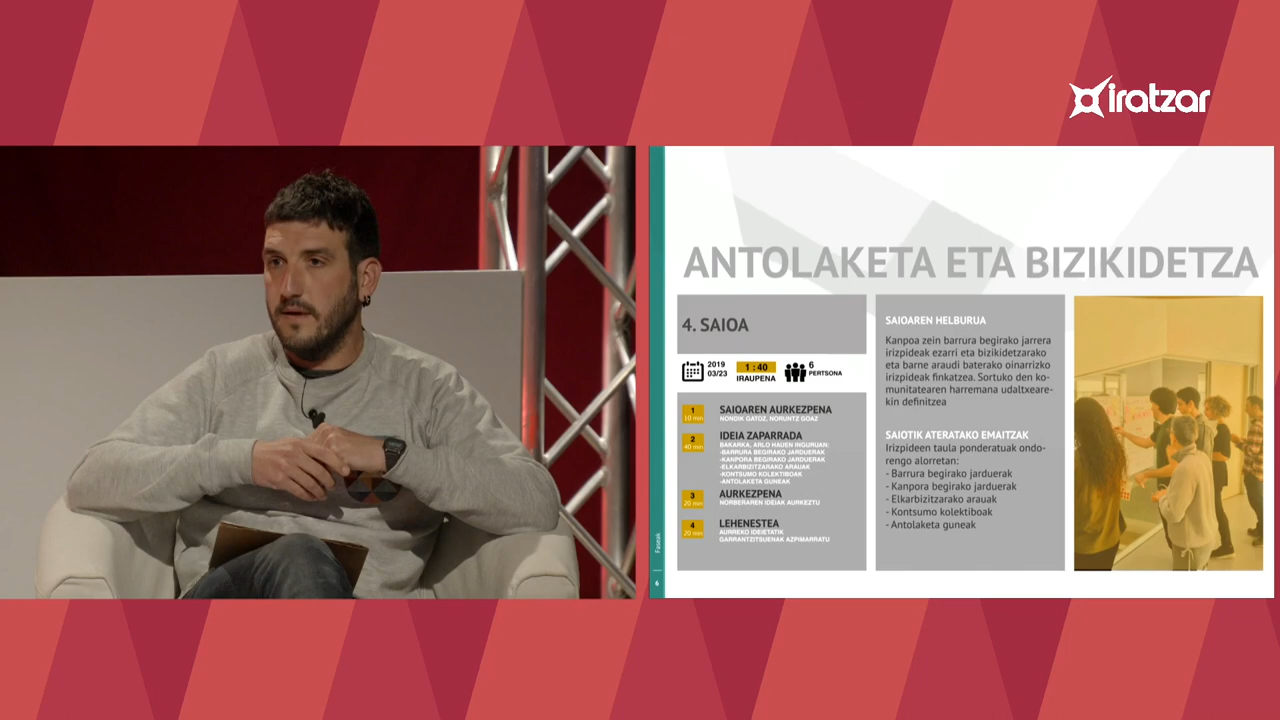 iratzar
ANTOLAKETA ETA BIZIKIDETZA
4. SAIOA
2019
03/23
1 : 40
IRAUPENA
6
PERTSONA
1
10 min
SAIOAREN AURKEZPENA
NONDIK GATOZ, NORUNTZ GOAZ
2
40 min
IDEIA ZAPARRADA
BAKARKA, ARLO HAUEN INGURUAN:
-BARRURA BEGIRAKO JARDUERAK
-KANPORA BEGIRAKO JARDUERAK
-ELKARBIZITZARAKO ARAUAK
-KONTSUMO KOLEKTIBOAK
-ANTOLAKETA GUNEAK
3
20 min
AURKEZPENA
NORBERAREN IDEIAK AURKEZTU
4
20 min
LEHENESTEA
AURREKO IDEIETATIK
GARRANTZITSUENAK AZPIMARRATU
SAIOAREN HELBURUA
Kanpoa zein barrura begirako jarrera
irizpideak ezarri eta bizikidetzarako
eta barne araudi baterako oinarrizko
irizpideak finkatzea. Sortuko den ko-
munitatearen harremana udaltxeare-
kin definitzea
SAIOTIK ATERATAKO EMAITZAK
Irizpideen taula ponderatuak ondo-
rengo alorretan:
- Barrura begirako jarduerak
- Kanpora begirako jarduerak
- Elkarbizitzarako arauak
- Kontsumo kolektiboak
- Antolaketa guneak
Faseak
6